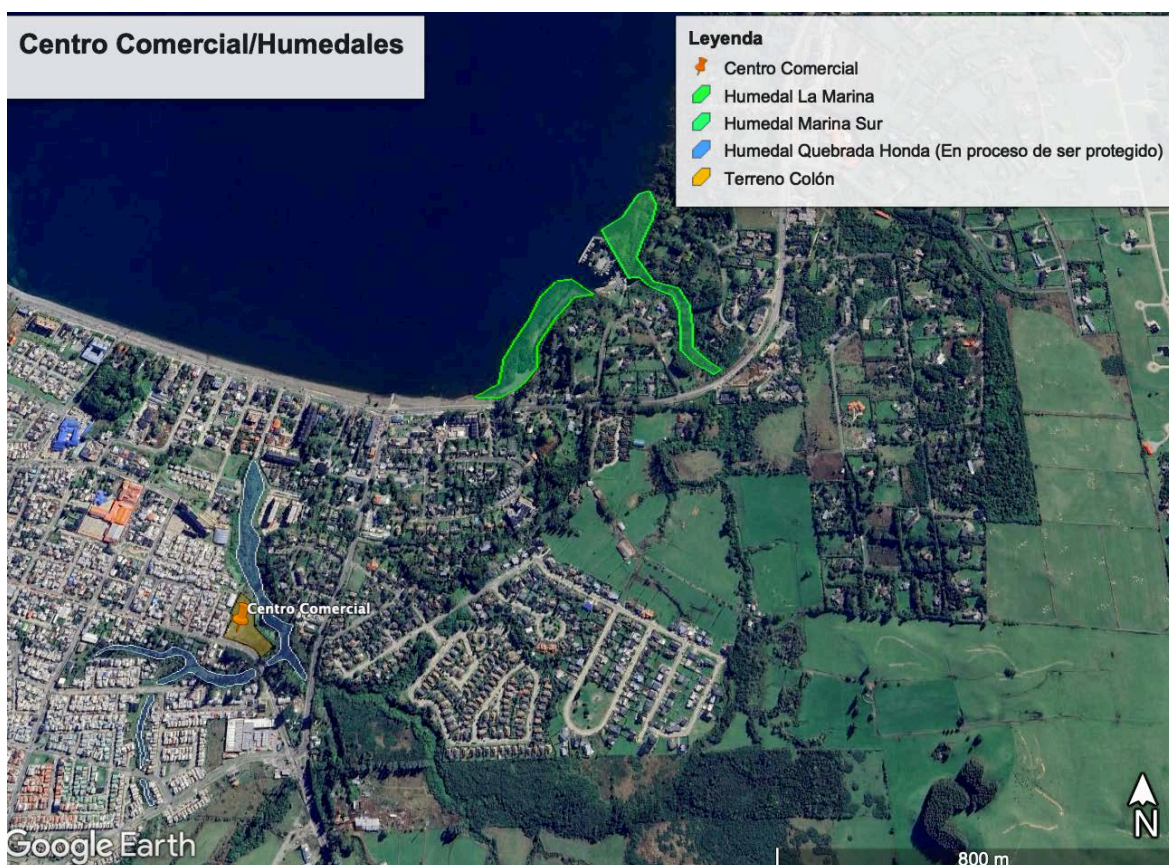 Centro Comercial/Humedales
Leyenda
Centro Comercial
Humedal La Marina
Humedal Marina Sur
Humedal Quebrada Honda (En proceso de ser protegido)
Terreno Colón
Centro Comercial
Google Earth
N
800 m